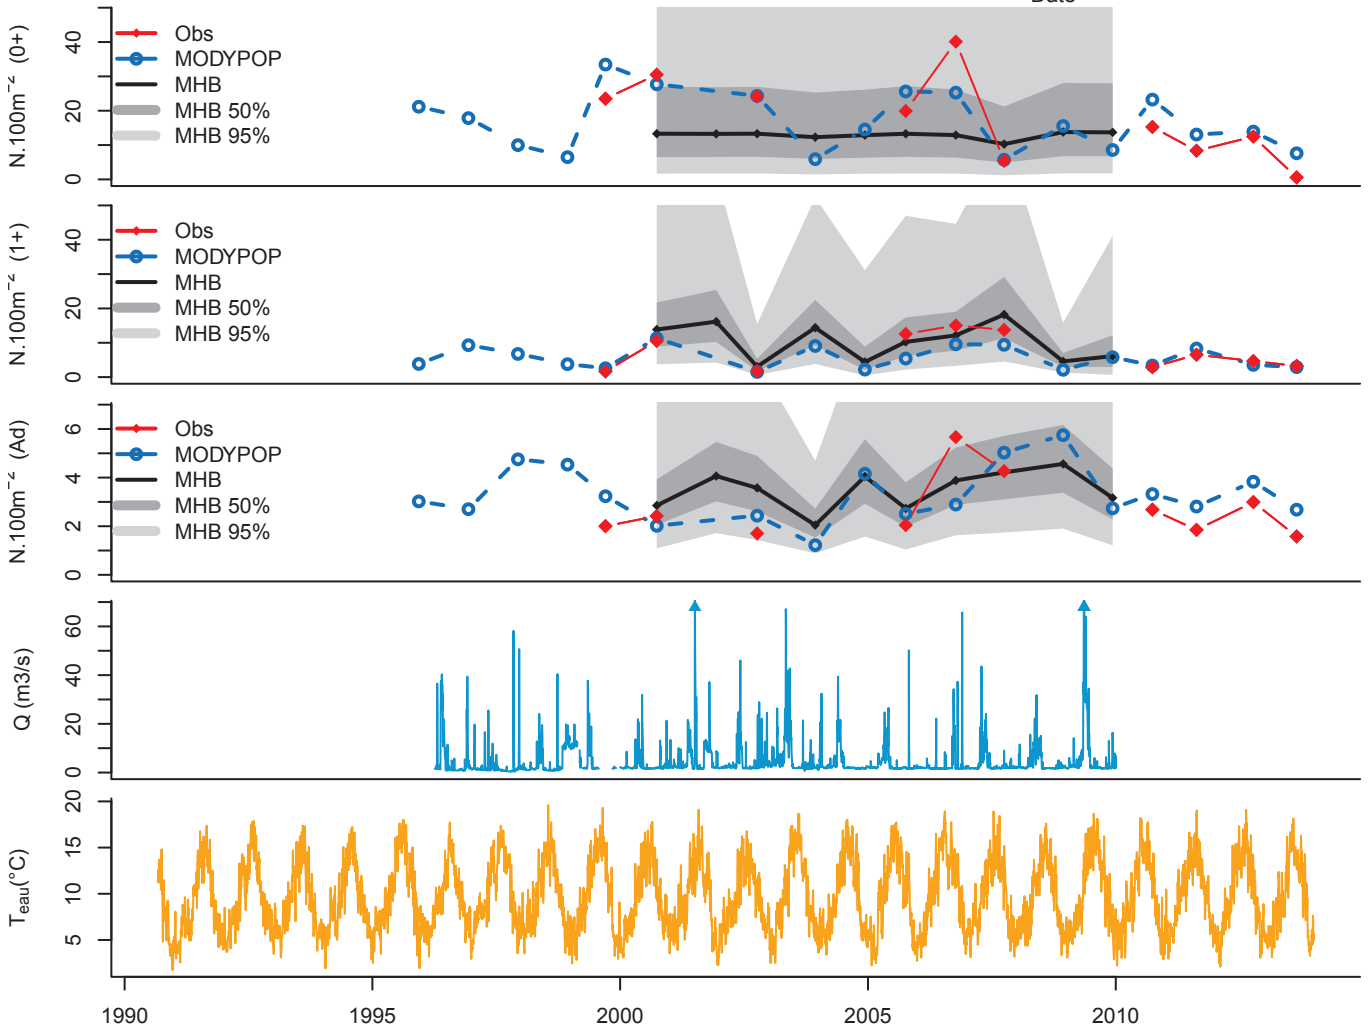 N.100m⁻² (0+)
40
20
0
Obs
MODYPOP
MHB
MHB 50%
MHB 95%
N.100m⁻² (1+)
40
20
0
Obs
MODYPOP
MHB
MHB 50%
MHB 95%
N.100m⁻² (Ad)
6
4
2
0
Obs
MODYPOP
MHB
MHB 50%
MHB 95%
Q (m3/s)
60
40
20
0
Teau(°C)
20
15
10
5
1990 1995 2000 2005 2010